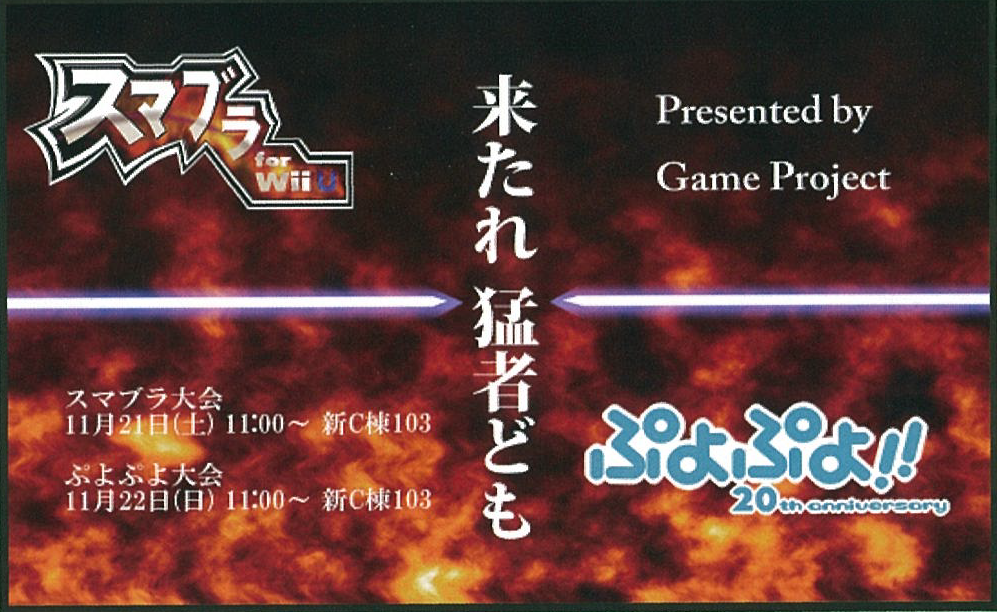 スマブラ
for
Wii U
来たれ 猛者ども
Presented by
Game Project
スマブラ大会
11月21日(土) 11:00～ 新C棟103
ぷよぷよ大会
11月22日(日) 11:00～ 新C棟103
ぷよぷよ!!
20th anniversary